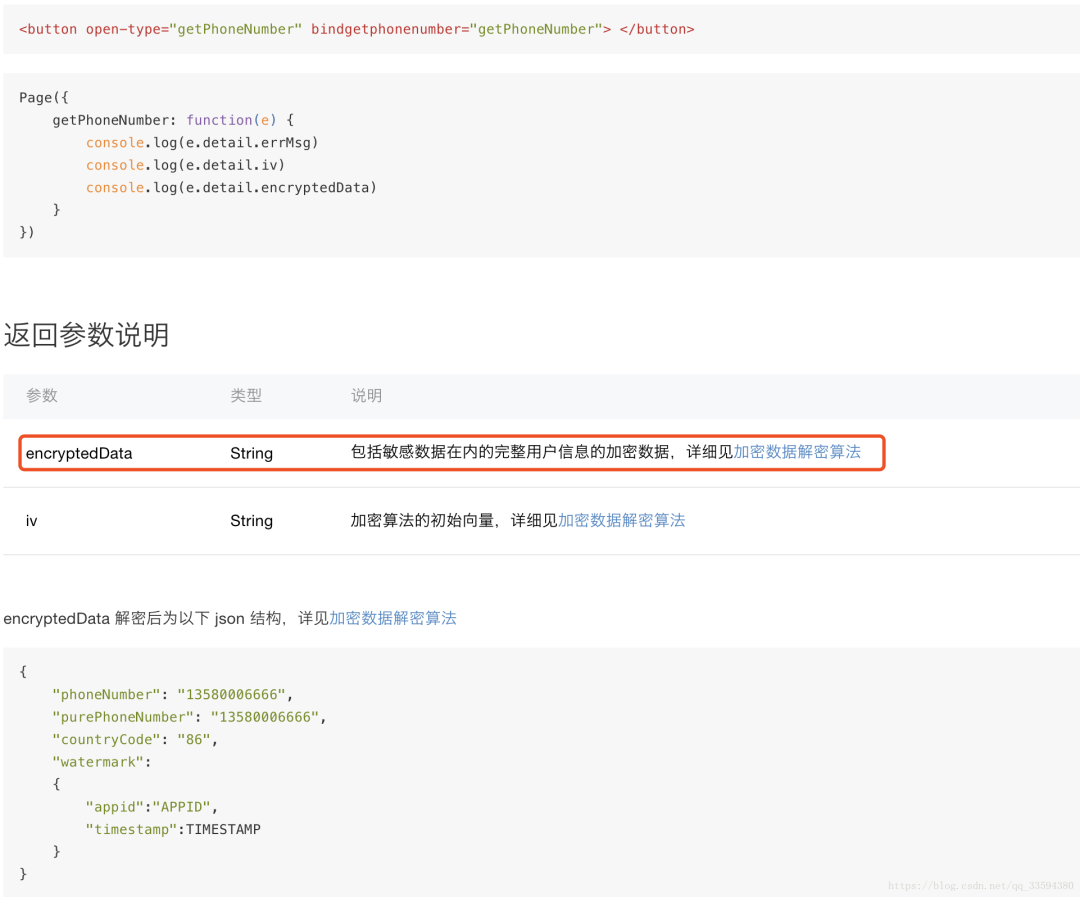 <button open-type="getPhoneNumber" bindgetphonenumber="getPhoneNumber"> </button>
Page({
    getPhoneNumber: function(e) {
        console.log(e.detail.errMsg)
        console.log(e.detail.iv)
        console.log(e.detail.encryptedData)
    }
})
返回参数说明
参数 类型 说明
encryptedData String 包括敏感数据在内的完整用户信息的加密数据，详细见加密数据解密算法
iv String 加密算法的初始向量，详细见加密数据解密算法
encryptedData 解密后为以下 json 结构，详见加密数据解密算法
{
    "phoneNumber": "13580006666",
    "purePhoneNumber": "13580006666",
    "countryCode": "86",
    "watermark":
    {
        "appid":"APPID",
        "timestamp":TIMESTAMP
    }
}
https://blog.csdn.net/qq_33594380